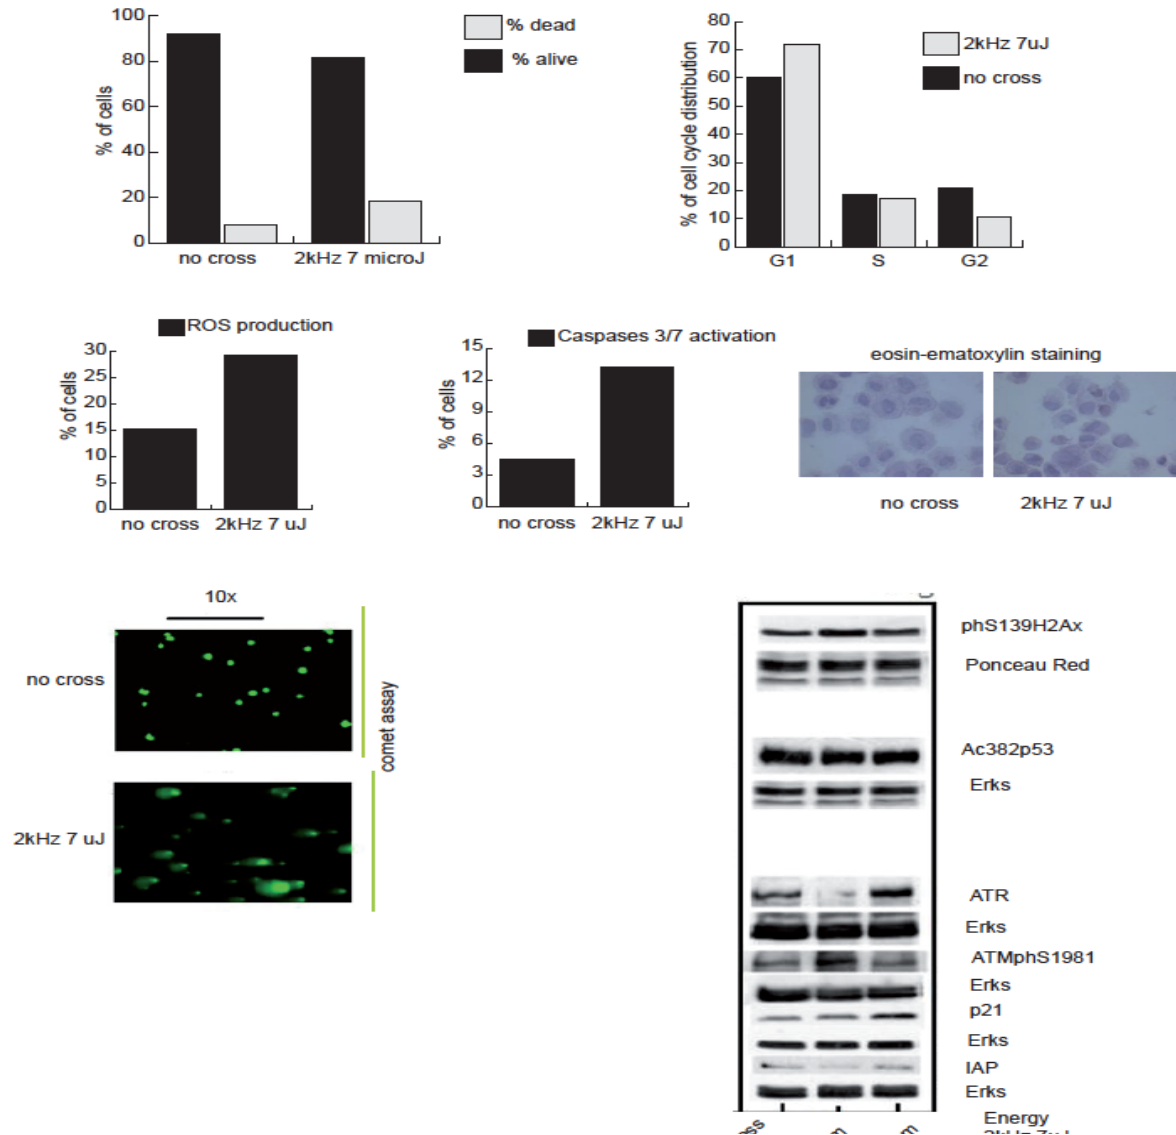 100
80
60
40
20
0
% of cells
no cross
2kHz 7 microJ
% dead
% alive
80
70
60
50
40
30
20
10
0
% of cell cycle distribution
G1
S
G2
2kHz 7uJ
no cross
ROS production
30
25
20
15
10
5
0
% of cells
no cross
2kHz 7 uJ
Caspases 3/7 activation
15
12
9
6
3
0
% of cells
no cross
2kHz 7 uJ
eosin-ematoxylin staining
no cross
2kHz 7 uJ
10x
no cross
2kHz 7 uJ
comet assay
phS139H2Ax
Ponceau Red
Ac382p53
Erks
ATR
Erks
ATMphS1981
Erks
p21
Erks
IAP
Erks
Energy